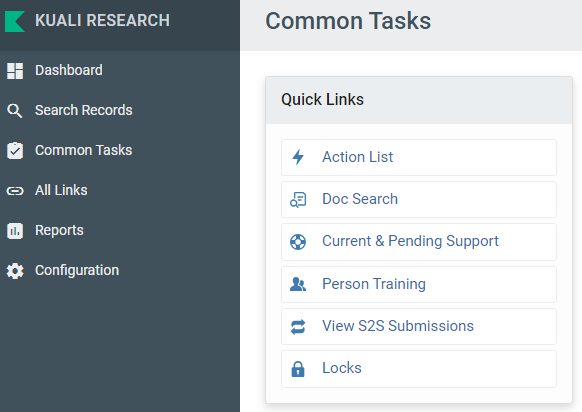 KUALI RESEARCH
Dashboard
Search Records
Common Tasks
All Links
Reports
Configuration
Common Tasks
Quick Links
Action List
Doc Search
Current & Pending Support
Person Training
View S2S Submissions
Locks